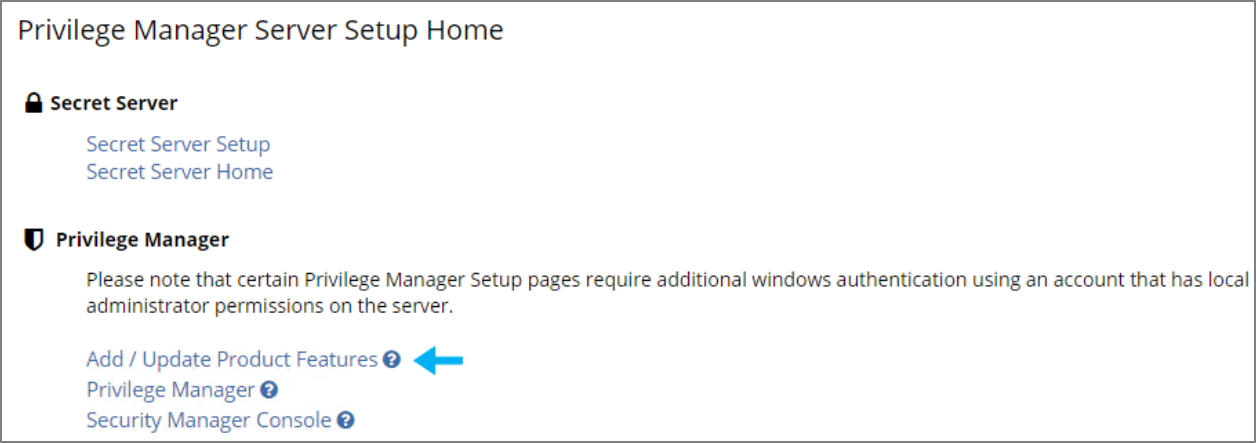 Privilege Manager Server Setup Home
Secret Server
Secret Server Setup
Secret Server Home
Privilege Manager
Please note that certain Privilege Manager Setup pages require additional windows authentication using an account that has local
administrator permissions on the server.
Add / Update Product Features ?
Privilege Manager ?
Security Manager Console ?